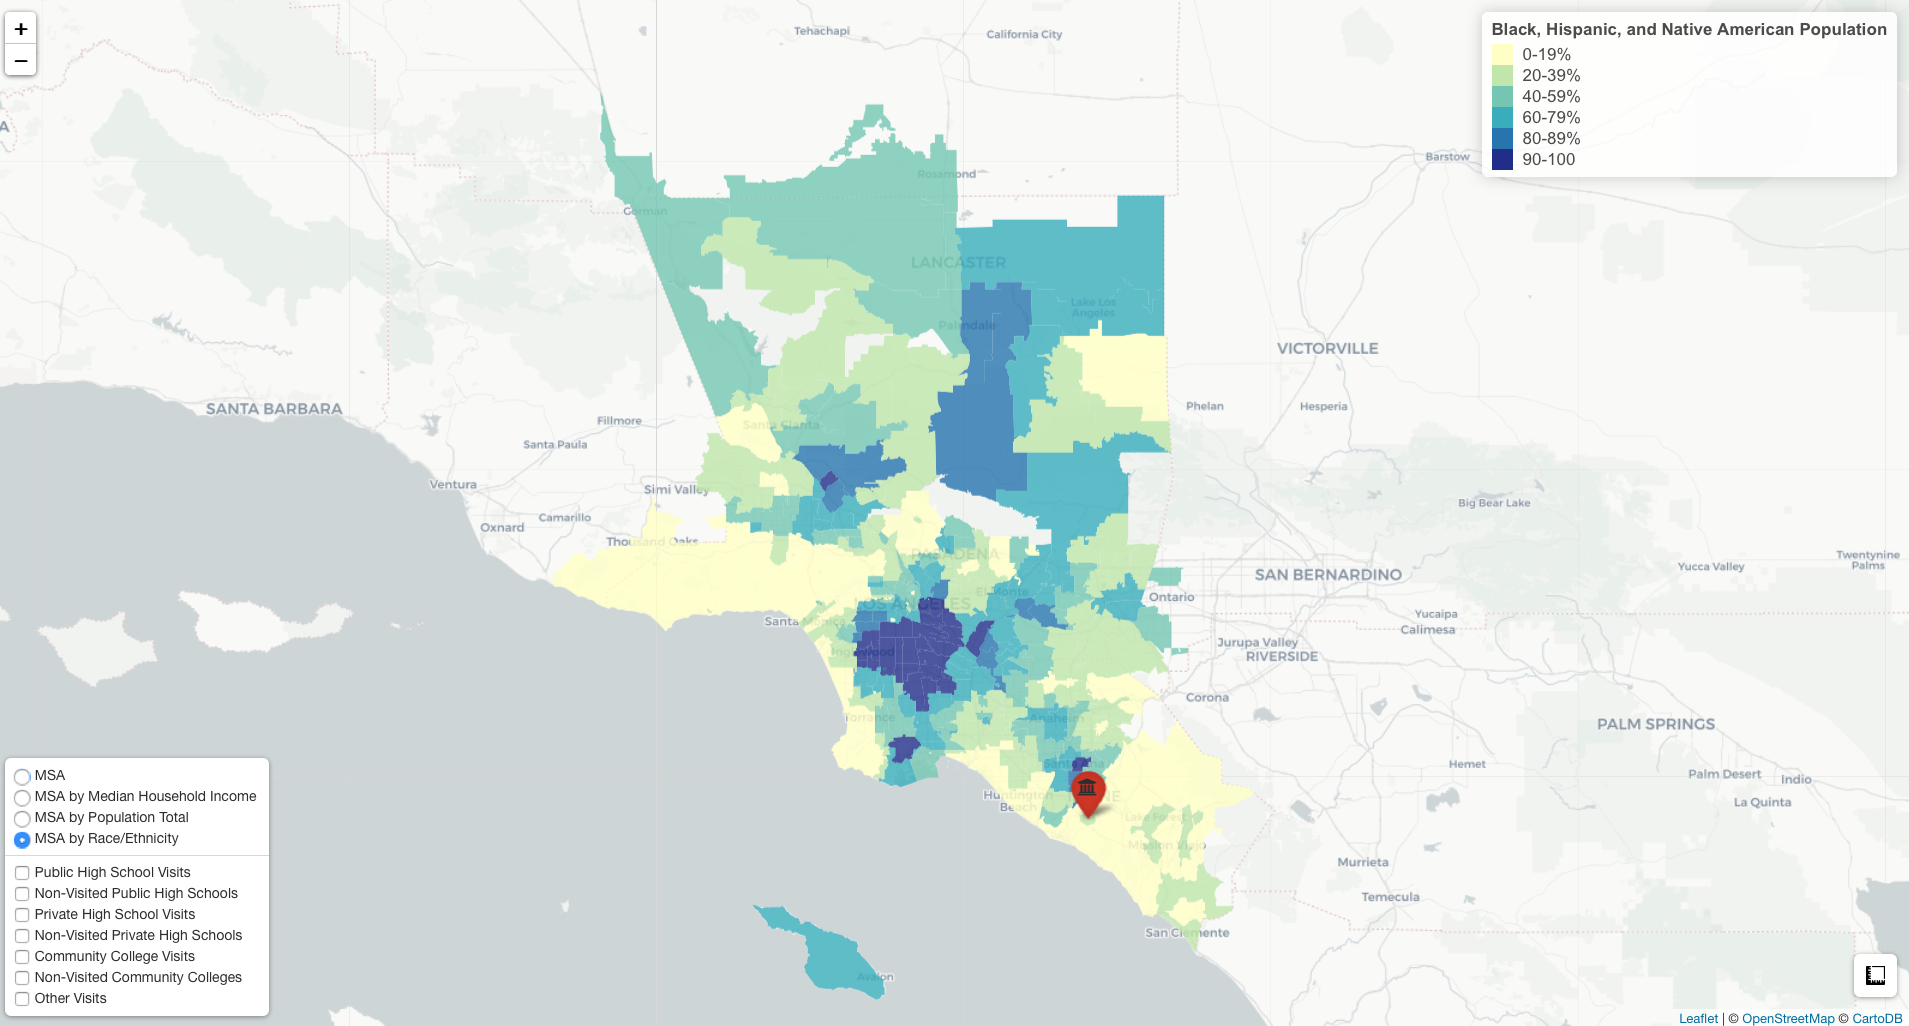 +
−
Black, Hispanic, and Native American Population
0-19%
20-39%
40-59%
60-79%
80-89%
90-100
Tehachapi
California City
A
Barstow
Rosamond
Gorman
LANCASTER
Lake Los
Angeles
Palmdale
VICTORVILLE
SANTA BARBARA
Phelan
Hesperia
Fillmore
Santa Clarita
Santa Paula
Ventura
Simi Valley
Big Bear Lake
Oxnard
Camarillo
Thousand Oaks
PASADENA
Twentynine
Palms
Yucca Valley
SAN BERNARDINO
El Monte
Ontario
LOS ANGELES
Yucaipa
Santa Monica
Calimesa
Jurupa Valley
RIVERSIDE
Inglewood
Corona
Torrance
Anaheim
PALM SPRINGS
Santa Ana
Hemet
Palm Desert
Indio
Huntington
Beach
IRVINE
La Quinta
Lake Forest
Mission Viejo
Murrieta
Temecula
San Clemente
Avalon
MSA
MSA by Median Household Income
MSA by Population Total
MSA by Race/Ethnicity
Public High School Visits
Non-Visited Public High Schools
Private High School Visits
Non-Visited Private High Schools
Community College Visits
Non-Visited Community Colleges
Other Visits
Leaflet | © OpenStreetMap © CartoDB